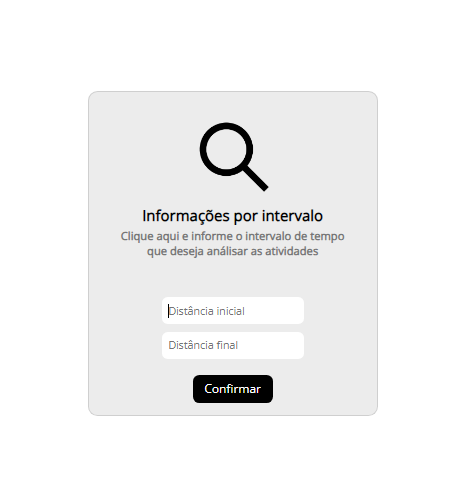 Informações por intervalo
Clique aqui e informe o intervalo de tempo
que deseja análisar as atividades
Distância inicial
Distância final
Confirmar